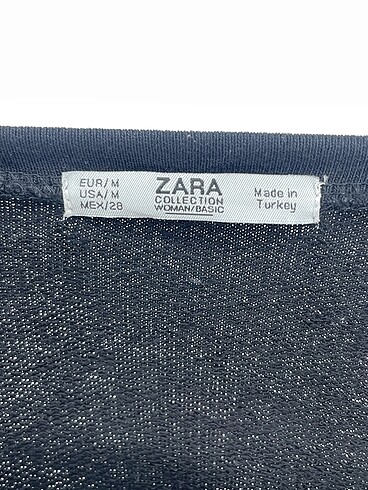 EUR/M
USA/M
MEX/28
ZARA
COLLECTION
WOMAN/BASIC
Made in
Turkey